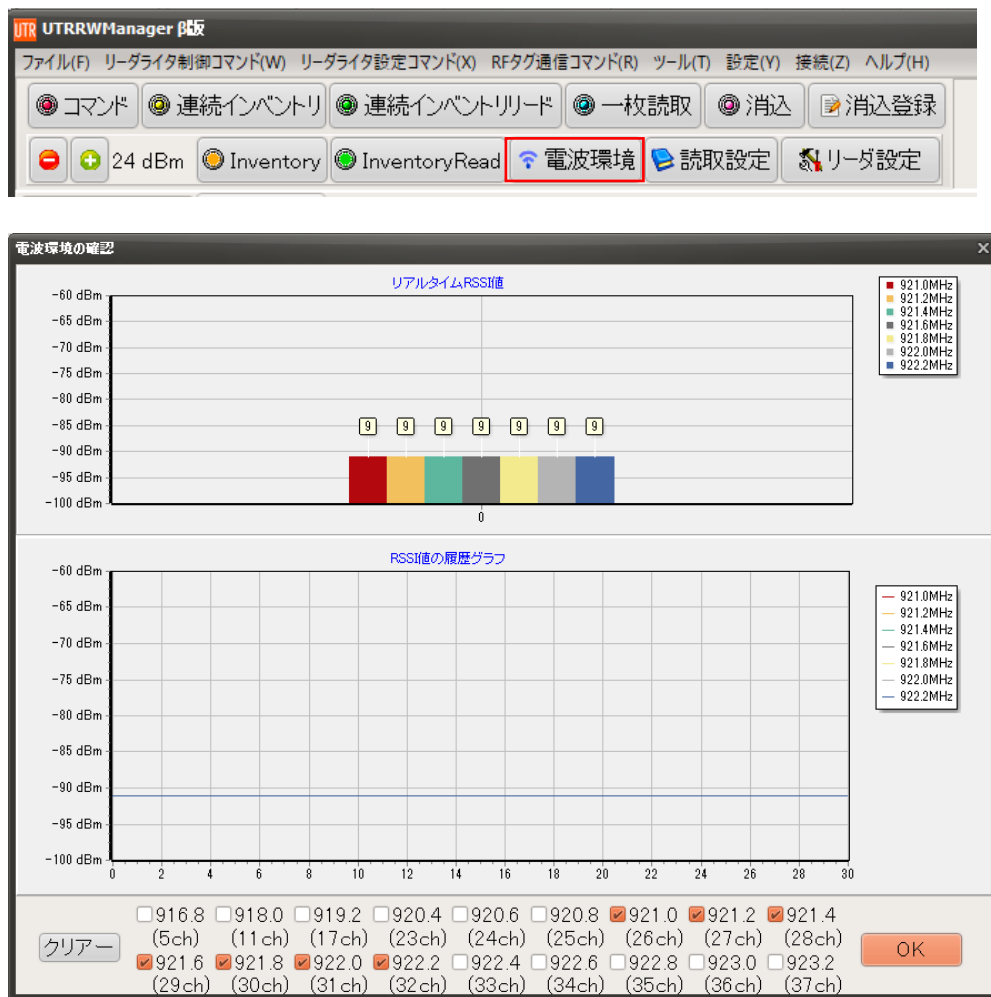 UTR UTRRWManager β版
ファイル(F) リーダライタ制御コマンド(W) リーダライタ設定コマンド(X) RFタグ通信コマンド(R) ツール(T) 設定(Y) 接続(Z) ヘルプ(H)
コマンド 連続インベントリ 連続インベントリリード 一枚読取 消込 消込登録
24 dBm Inventory InventoryRead 電波環境 読取設定 リーダ設定
電波環境の確認 ×
リアルタイムRSSI値
-60 dBm
-65 dBm
-70 dBm
-75 dBm
-80 dBm
-85 dBm
-90 dBm
-95 dBm
-100 dBm
9 9 9 9 9 9 9
0
921.0MHz
921.2MHz
921.4MHz
921.6MHz
921.8MHz
922.0MHz
922.2MHz
RSSI値の履歴グラフ
-60 dBm
-65 dBm
-70 dBm
-75 dBm
-80 dBm
-85 dBm
-90 dBm
-95 dBm
-100 dBm
0 2 4 6 8 10 12 14 16 18 20 22 24 26 28 30
921.0MHz
921.2MHz
921.4MHz
921.6MHz
921.8MHz
922.0MHz
922.2MHz
クリアー
916.8 918.0 919.2 920.4 920.6 920.8 921.0 921.2 921.4
(5ch) (11ch) (17ch) (23ch) (24ch) (25ch) (26ch) (27ch) (28ch)
921.6 921.8 922.0 922.2 922.4 922.6 922.8 923.0 923.2
(29ch) (30ch) (31ch) (32ch) (33ch) (34ch) (35ch) (36ch) (37ch)
OK